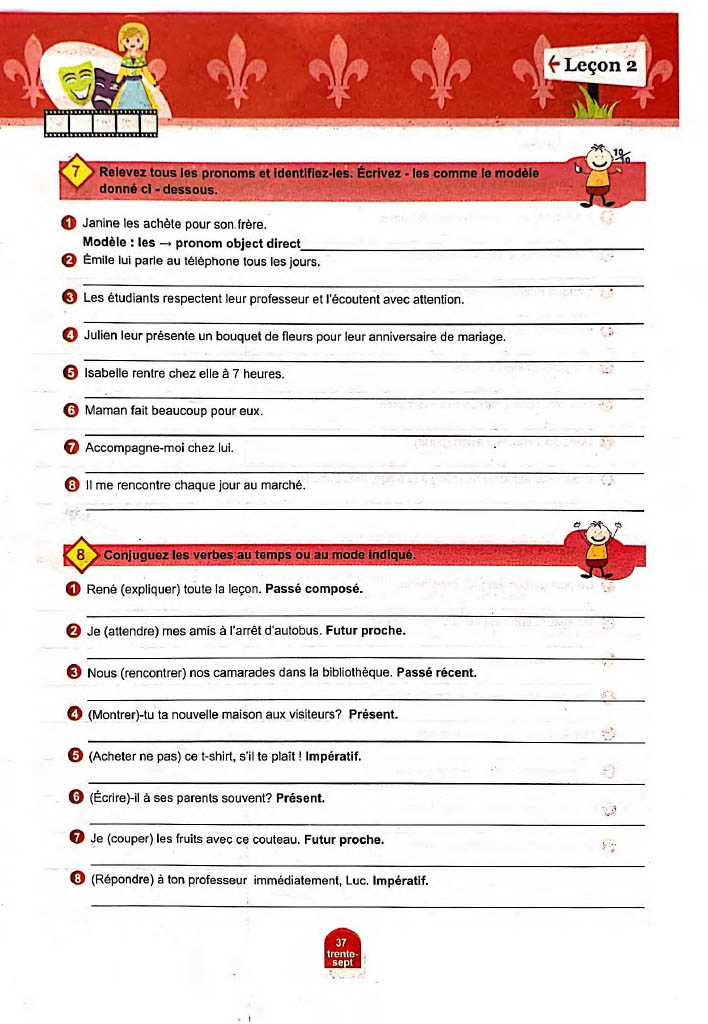 ← Leçon 2
10/10
7 Relevez tous les pronoms et identifiez-les. Écrivez - les comme le modèle
donné ci - dessous.
1 Janine les achète pour son frère.
Modèle : les → pronom object direct
2 Émile lui parle au téléphone tous les jours.
3 Les étudiants respectent leur professeur et l'écoutent avec attention.
4 Julien leur présente un bouquet de fleurs pour leur anniversaire de mariage.
5 Isabelle rentre chez elle à 7 heures.
6 Maman fait beaucoup pour eux.
7 Accompagne-moi chez lui.
8 Il me rencontre chaque jour au marché.
8 Conjuguez les verbes au temps ou au mode indiqué.
1 René (expliquer) toute la leçon. Passé composé.
2 Je (attendre) mes amis à l'arrêt d'autobus. Futur proche.
3 Nous (rencontrer) nos camarades dans la bibliothèque. Passé récent.
4 (Montrer)-tu ta nouvelle maison aux visiteurs? Présent.
5 (Acheter ne pas) ce t-shirt, s'il te plaît ! Impératif.
6 (Écrire)-il à ses parents souvent? Présent.
7 Je (couper) les fruits avec ce couteau. Futur proche.
8 (Répondre) à ton professeur immédiatement, Luc. Impératif.
37
trente-
sept